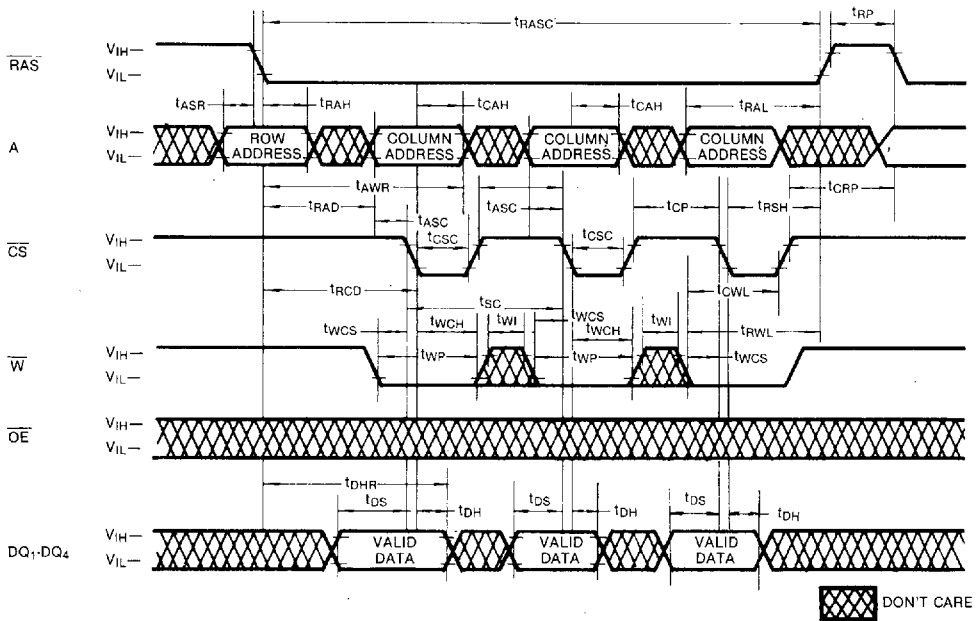 tRASC
tRP
RAS
VIH
VIL
tASR
tRAH
tCAH
tCAH
tRAL
A
VIH
VIL
ROW ADDRESS
COLUMN ADDRESS
COLUMN ADDRESS
COLUMN ADDRESS
tAWR
tCRP
tRAD
tASC
tASC
tCP
tRSH
CS
VIH
VIL
tCSC
tCSC
tRCD
tSC
tCWL
tWCS
tWCH
tWI
tWCS
tWCH
tWI
tRWL
W
VIH
VIL
tWP
tWP
tWCS
OE
VIH
VIL
tDHR
tDS
tDH
tDS
tDH
tDS
tDH
DQ1-DQ4
VIH
VIL
VALID DATA
VALID DATA
VALID DATA
DON'T CARE